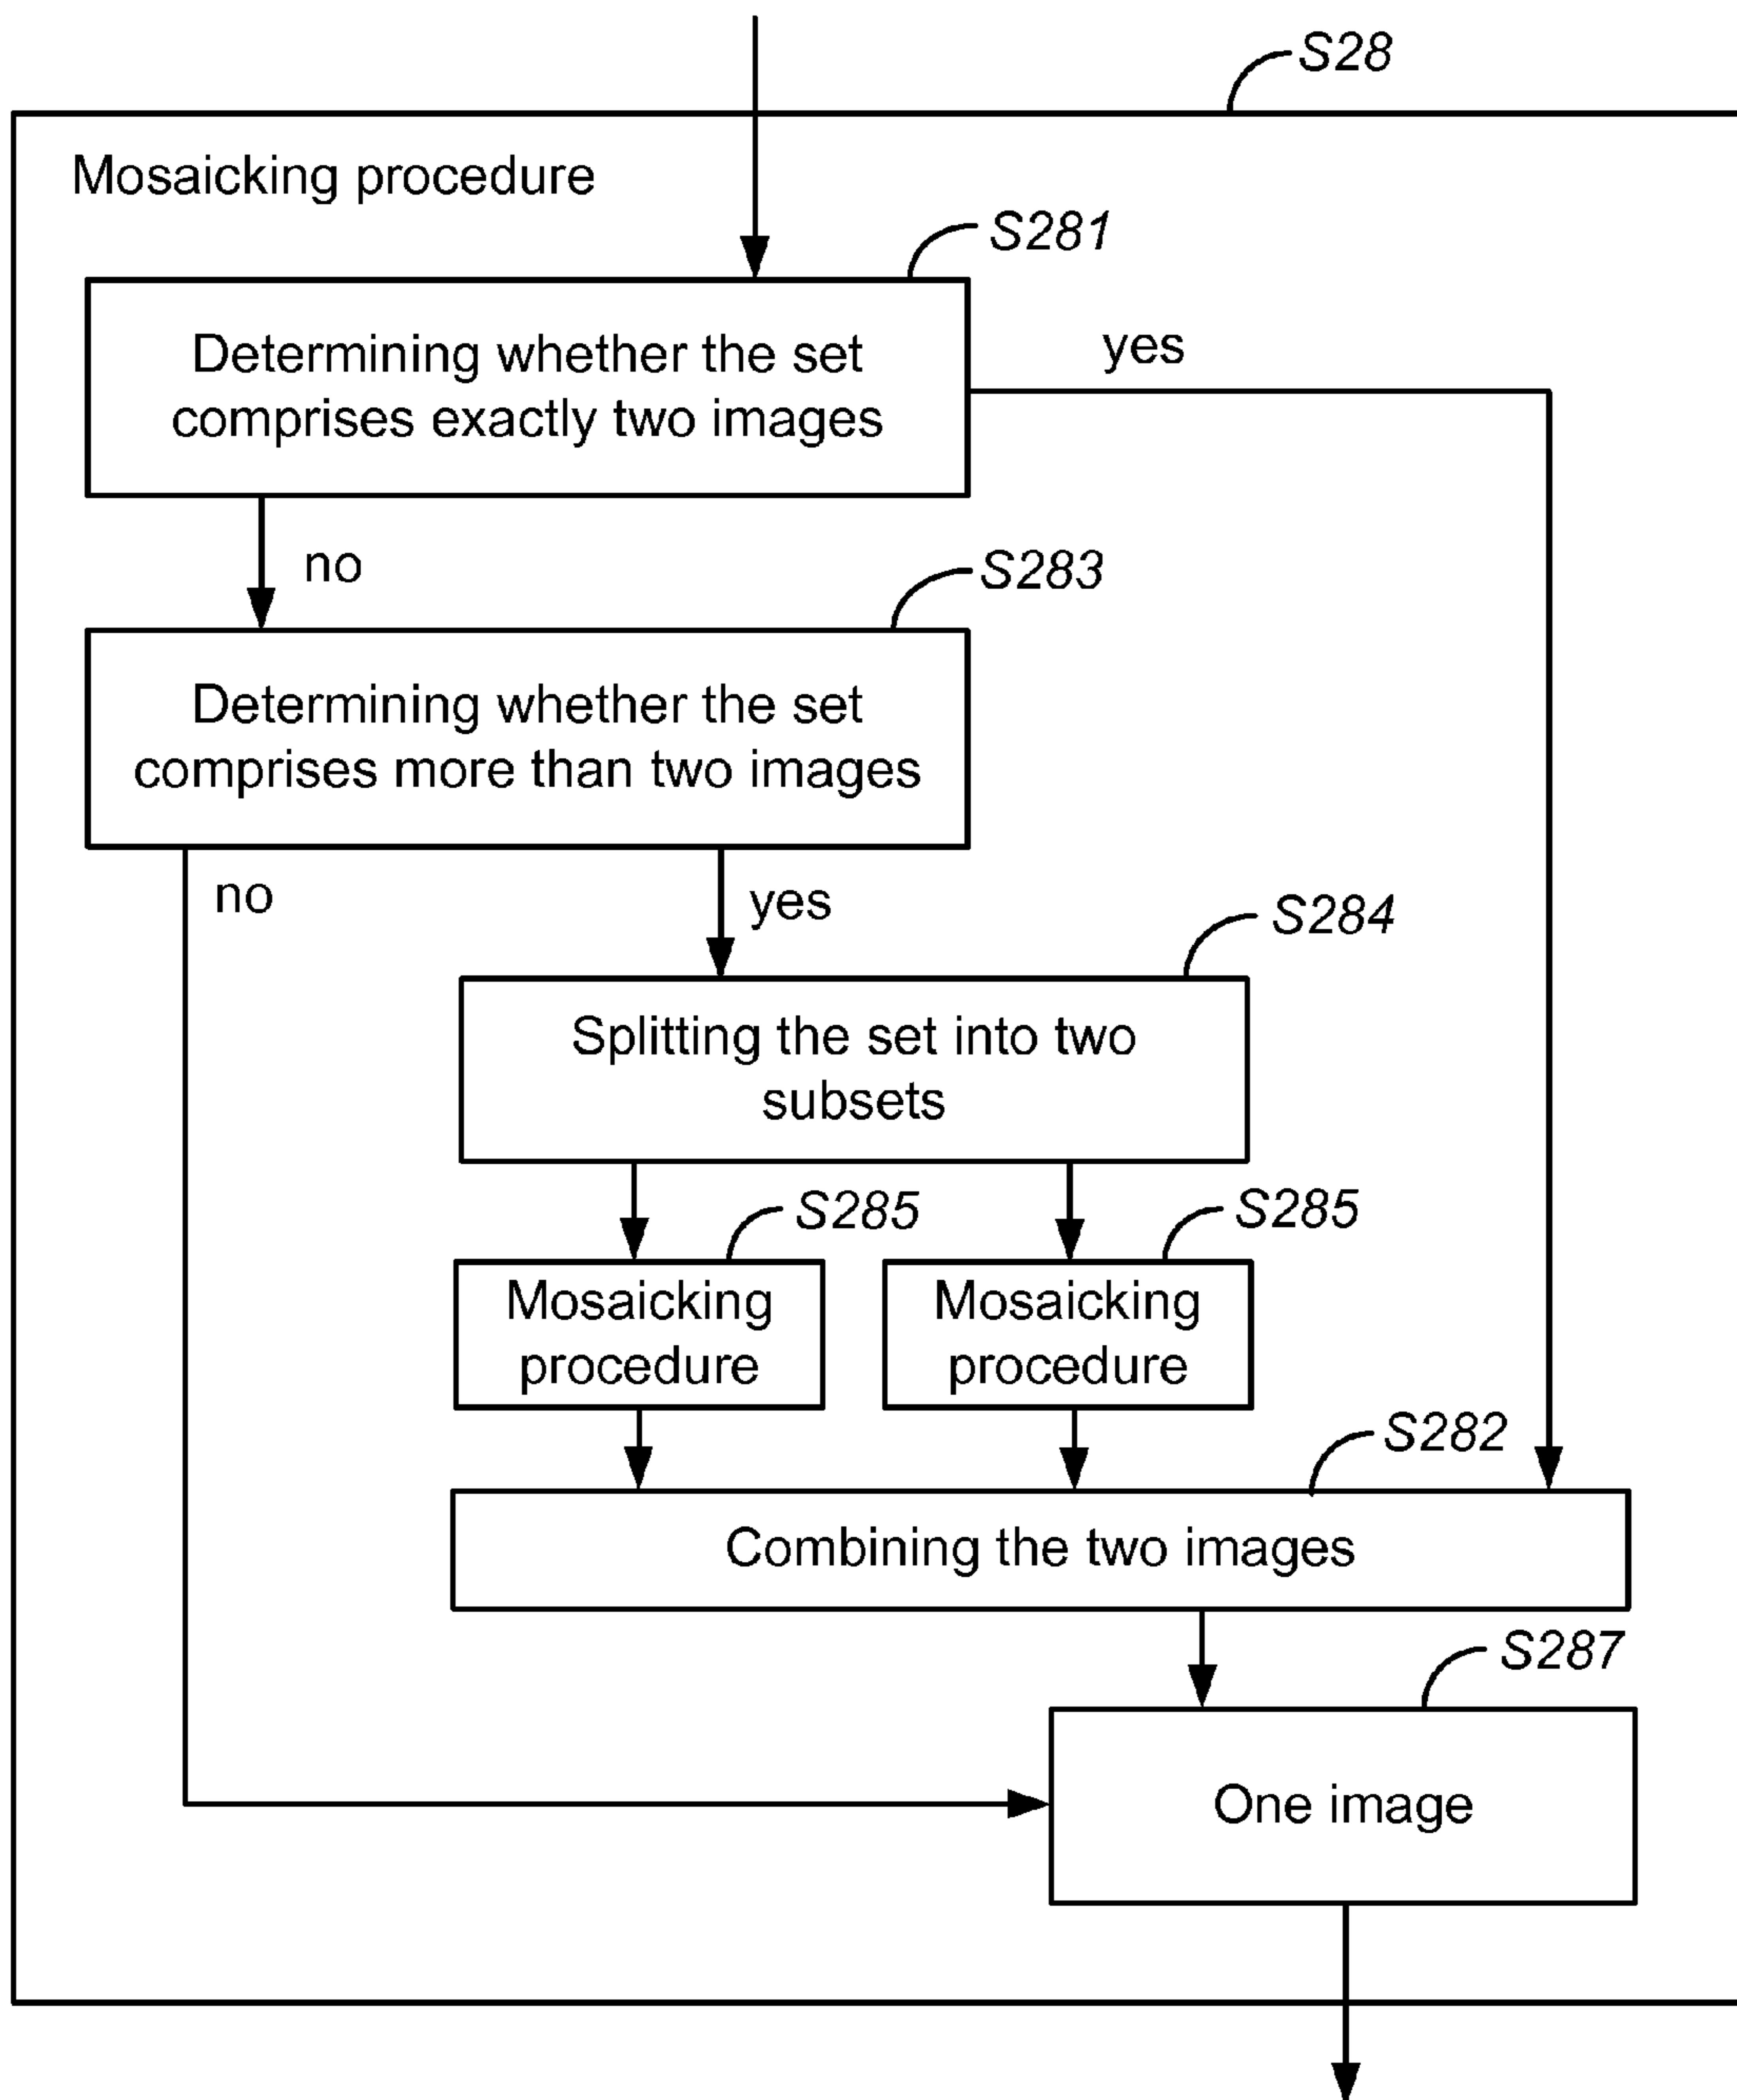 S28
Mosaicking procedure
S281
Determining whether the set
comprises exactly two images
yes
no
S283
Determining whether the set
comprises more than two images
no
yes
S284
Splitting the set into two
subsets
S285
S285
Mosaicking
procedure
Mosaicking
procedure
S282
Combining the two images
S287
One image